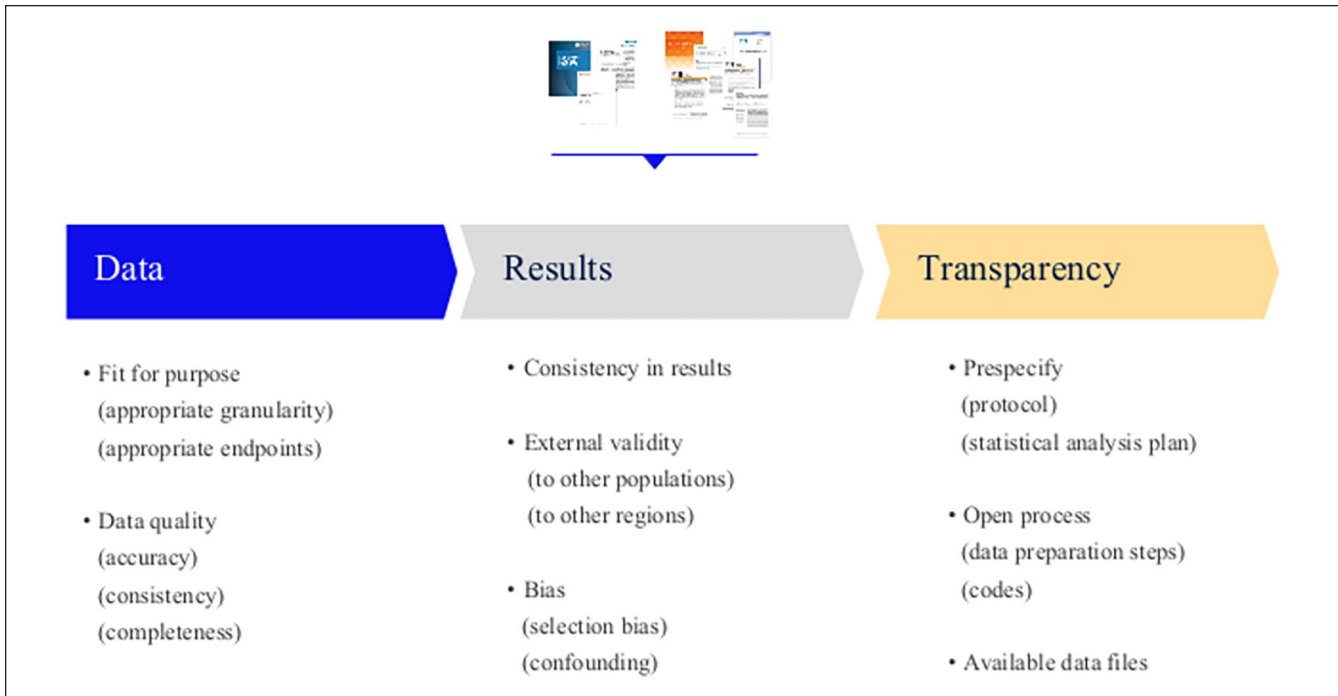 Data
• Fit for purpose
(appropriate granularity)
(appropriate endpoints)
• Data quality
(accuracy)
(consistency)
(completeness)
Results
• Consistency in results
• External validity
(to other populations)
(to other regions)
• Bias
(selection bias)
(confounding)
Transparency
• Prespecify
(protocol)
(statistical analysis plan)
• Open process
(data preparation steps)
(codes)
• Available data files